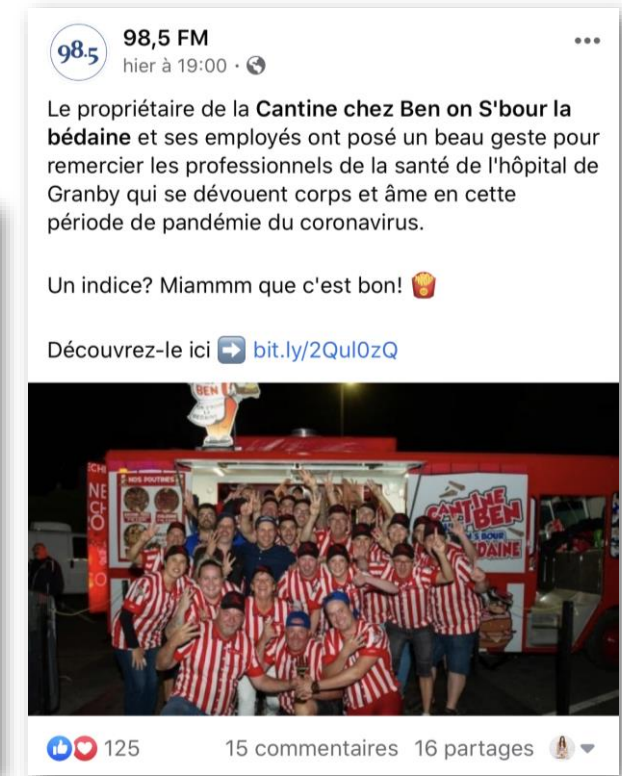 98.5
98,5 FM
hier à 19:00
Le propriétaire de la Cantine chez Ben on S'bour la
bédaine et ses employés ont posé un beau geste pour
remercier les professionnels de la santé de l'hôpital de
Granby qui se dévouent corps et âme en cette
période de pandémie du coronavirus.
Un indice? Miammm que c'est bon!
Découvrez-le ici bit.ly/2Qul0zQ
BEN
NOS POUTINES
CANTINE
BEN
S'BOUR
DAINE
125
15 commentaires
16 partages